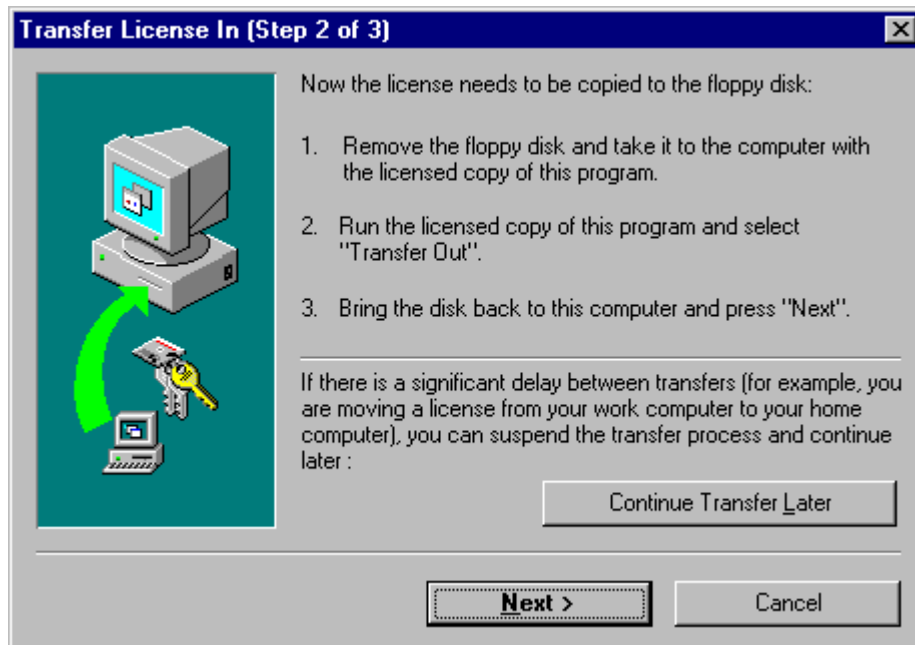 Transfer License In (Step 2 of 3)
Now the license needs to be copied to the floppy disk:
1. Remove the floppy disk and take it to the computer with
the licensed copy of this program.
2. Run the licensed copy of this program and select
"Transfer Out".
3. Bring the disk back to this computer and press "Next".
If there is a significant delay between transfers (for example, you
are moving a license from your work computer to your home
computer), you can suspend the transfer process and continue
later :
Continue Transfer Later
Next >
Cancel